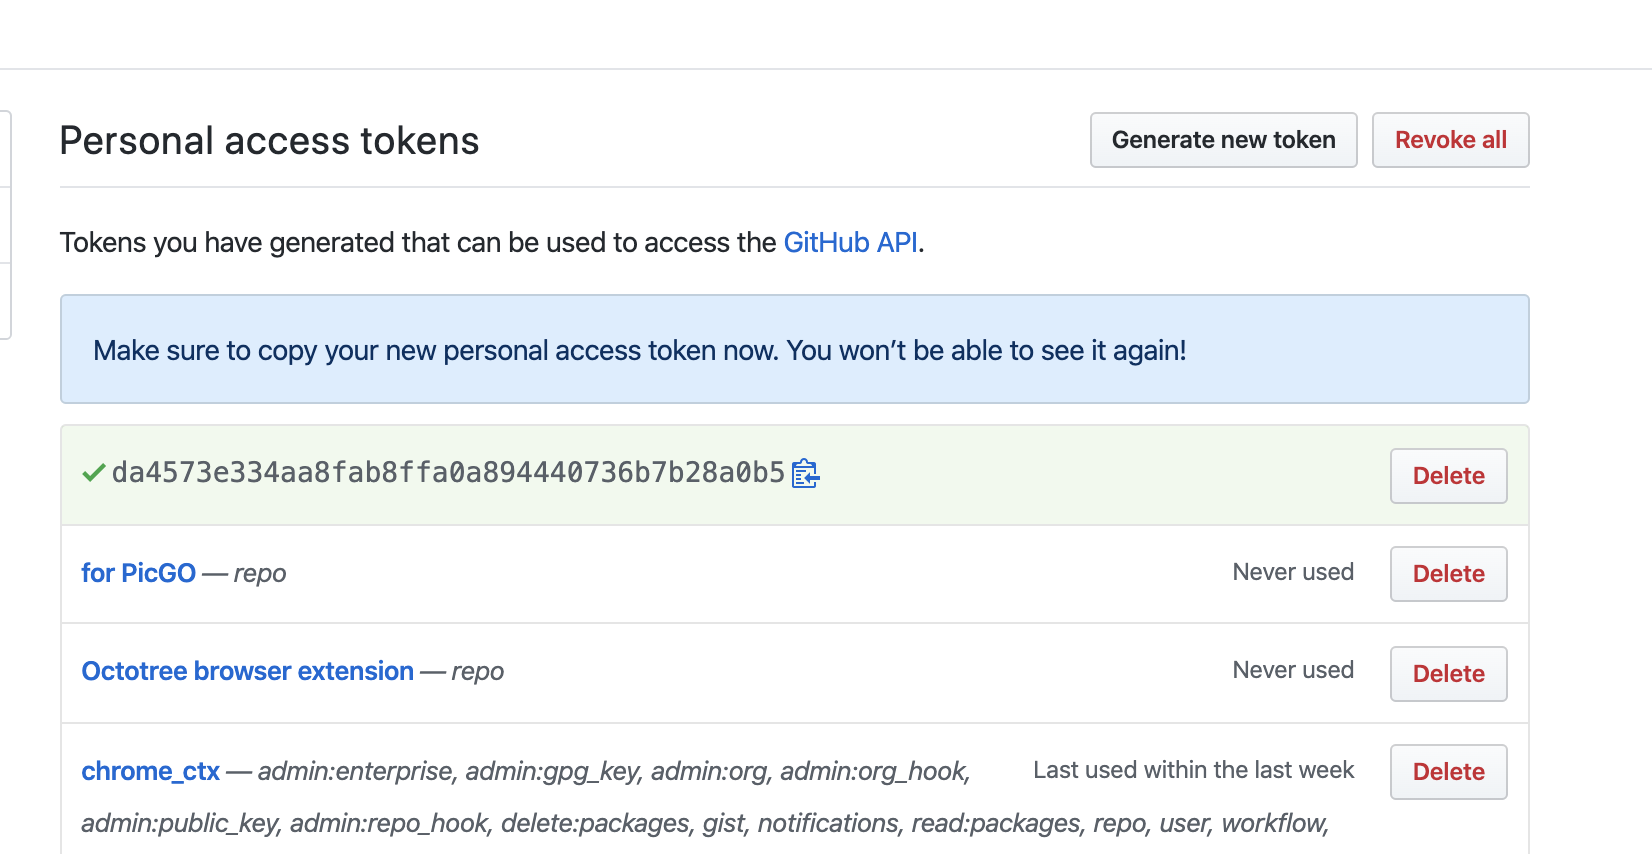 Personal access tokens
Generate new token
Revoke all
Tokens you have generated that can be used to access the GitHub API.
Make sure to copy your new personal access token now. You won’t be able to see it again!
da4573e334aa8fab8ffa0a894440736b7b28a0b5
Delete
for PicGO — repo
Never used
Delete
Octotree browser extension — repo
Never used
Delete
chrome_ctx — admin:enterprise, admin:gpg_key, admin:org, admin:org_hook,
Last used within the last week
Delete
admin:public_key, admin:repo_hook, delete:packages, gist, notifications, read:packages, repo, user, workflow,